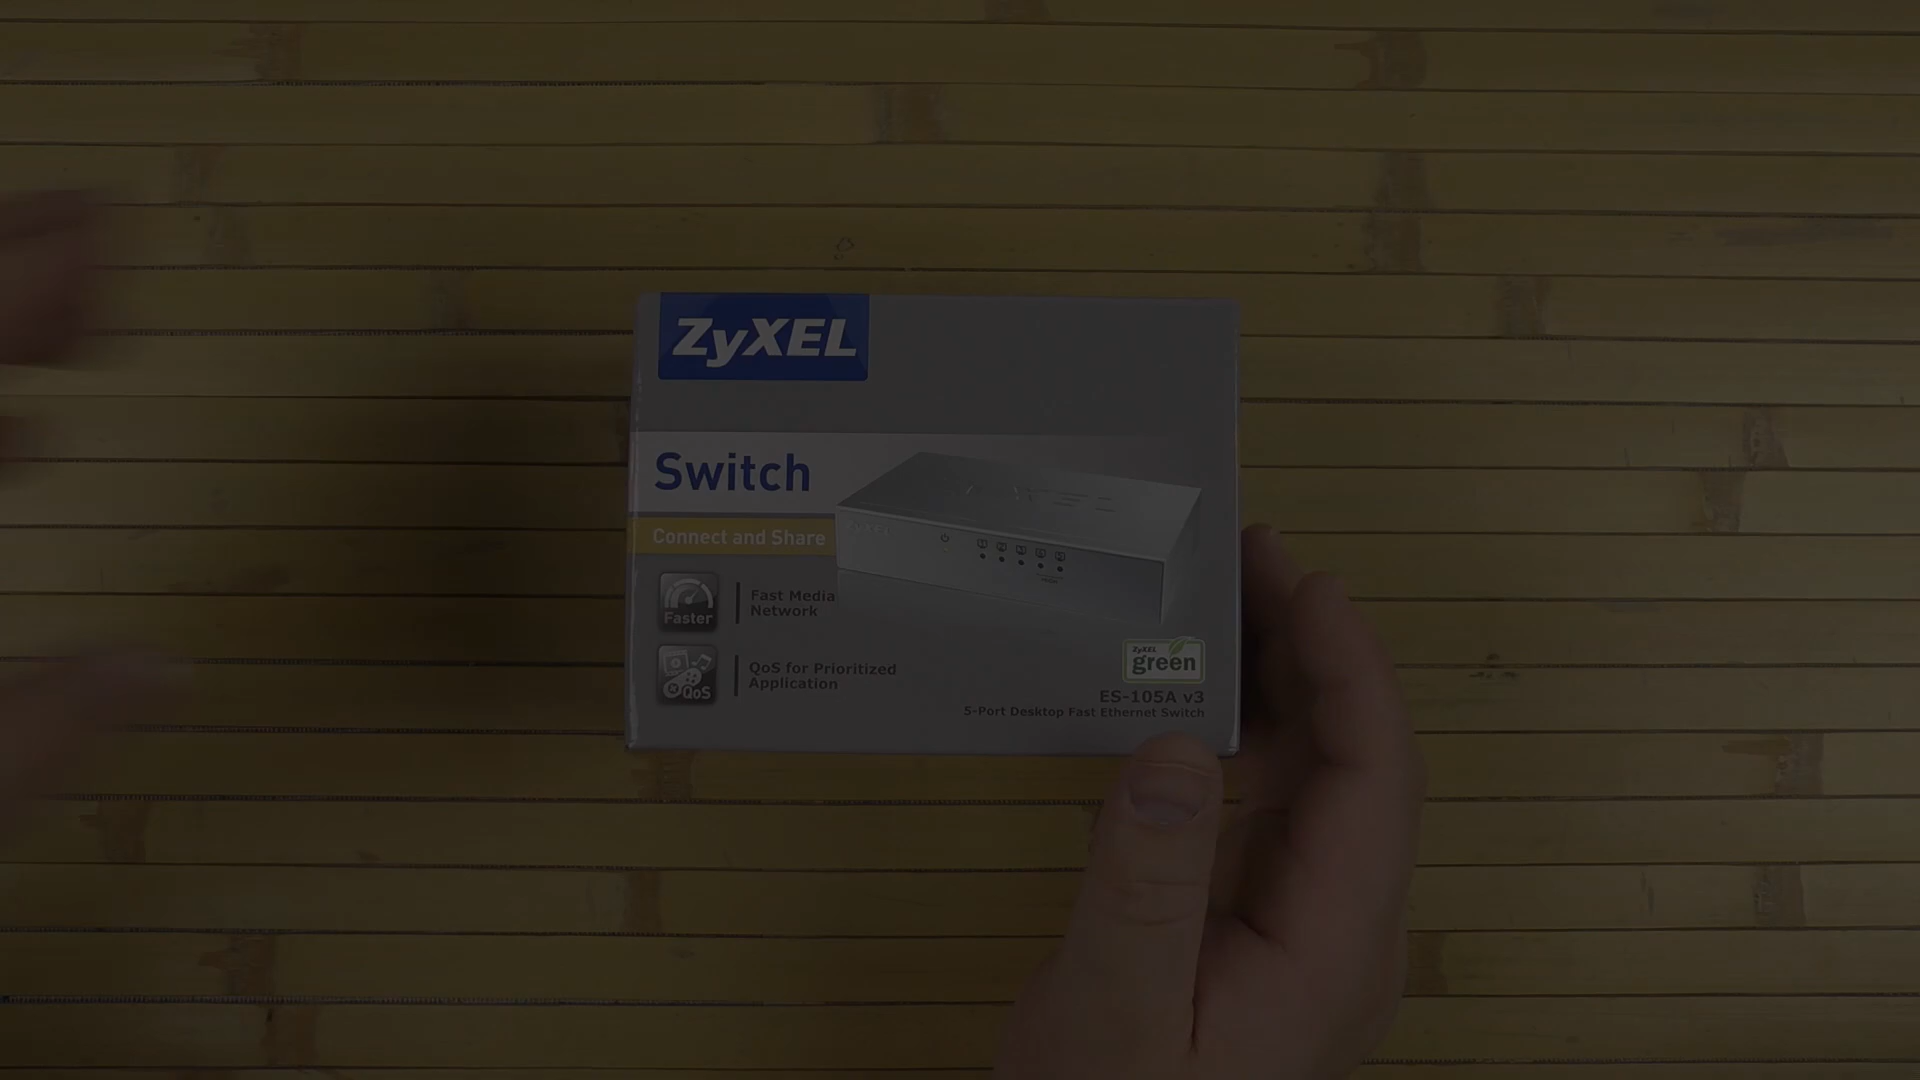 ZyXEL
Switch
Connect and Share
ZyXEL
Faster
Fast Media
Network
QoS
QoS for Prioritized
Application
ZyXEL
green
ES-105A v3
5-Port Desktop Fast Ethernet Switch